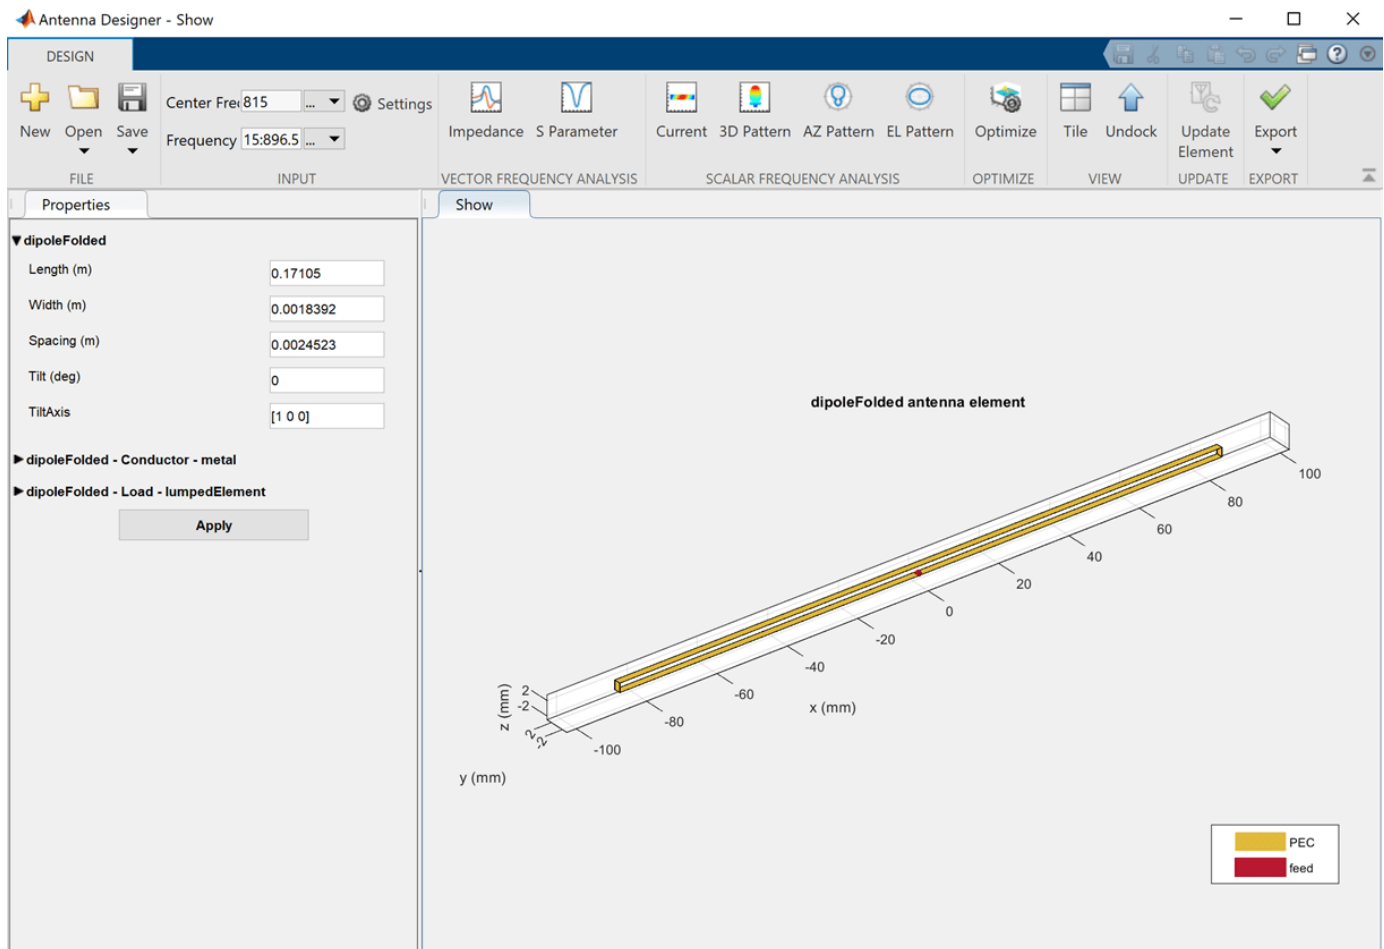 Antenna Designer - Show
DESIGN
New
Open
Save
FILE
Center Fre 815 ...
Settings
Frequency 15:896.5 ...
INPUT
Impedance
S Parameter
VECTOR FREQUENCY ANALYSIS
Current
3D Pattern
AZ Pattern
EL Pattern
SCALAR FREQUENCY ANALYSIS
Optimize
OPTIMIZE
Tile
Undock
VIEW
Update
Element
UPDATE
Export
EXPORT
Properties
dipoleFolded
Length (m) 0.17105
Width (m) 0.0018392
Spacing (m) 0.0024523
Tilt (deg) 0
TiltAxis [1 0 0]
dipoleFolded - Conductor - metal
dipoleFolded - Load - lumpedElement
Apply
Show
dipoleFolded antenna element
100
80
60
40
20
0
-20
-40
-60
-80
-100
x (mm)
2
-2
z (mm)
2
-2
y (mm)
PEC
feed